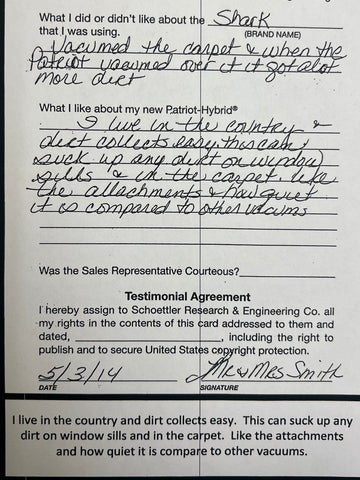 What I did or didn't like about the Shark
that I was using. (BRAND NAME)
Vacumed the carpet & when the
Patriot vacumed over it it got alot
more dirt
What I like about my new Patriot-Hybrid®
I live in the country &
dirt collects easy. this can
suck up any dirt on window
sills & in the carpet. like
the attachments & how quiet
it is compared to other vacums
Was the Sales Representative Courteous?
Testimonial Agreement
I hereby assign to Schoettler Research & Engineering Co. all
my rights in the contents of this card addressed to them and
dated, , including the right to
publish and to secure United States copyright protection.
5/3/14 Mr & Mrs Smith
DATE SIGNATURE
I live in the country and dirt collects easy. This can suck up any
dirt on window sills and in the carpet. Like the attachments
and how quiet it is compare to other vacuums.